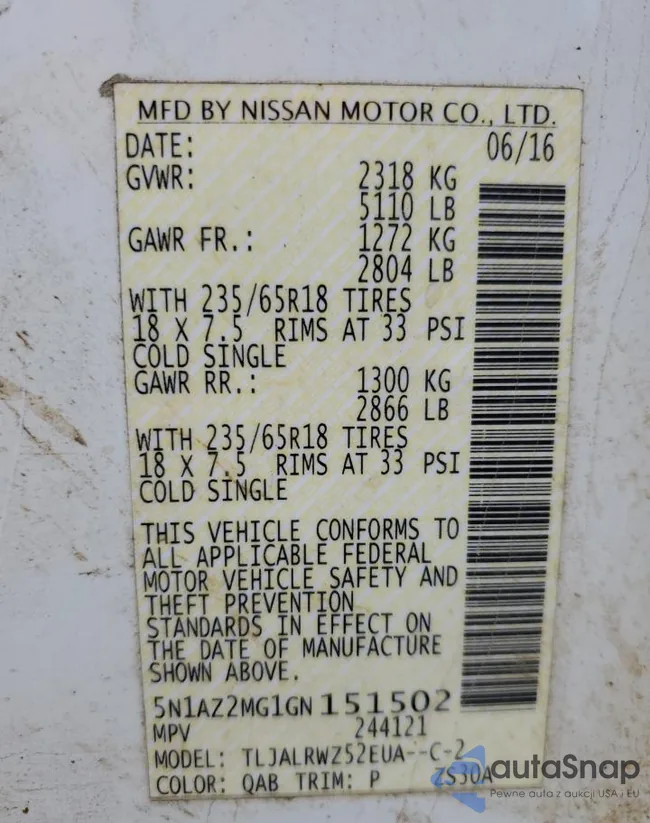 MFD BY NISSAN MOTOR CO., LTD.
DATE: 06/16
GVWR: 2318 KG
5110 LB
GAWR FR.: 1272 KG
2804 LB
WITH 235/65R18 TIRES
18 X 7.5 RIMS AT 33 PSI
COLD SINGLE
GAWR RR.: 1300 KG
2866 LB
WITH 235/65R18 TIRES
18 X 7.5 RIMS AT 33 PSI
COLD SINGLE
THIS VEHICLE CONFORMS TO
ALL APPLICABLE FEDERAL
MOTOR VEHICLE SAFETY AND
THEFT PREVENTION
STANDARDS IN EFFECT ON
THE DATE OF MANUFACTURE
SHOWN ABOVE.
5N1AZ2MG1GN151502
MPV 244121
MODEL: TLJALRWZ52EUA--C-2
COLOR: QAB TRIM: P ZS30A
autaSnap
Pewne auta z aukcji USA i EU